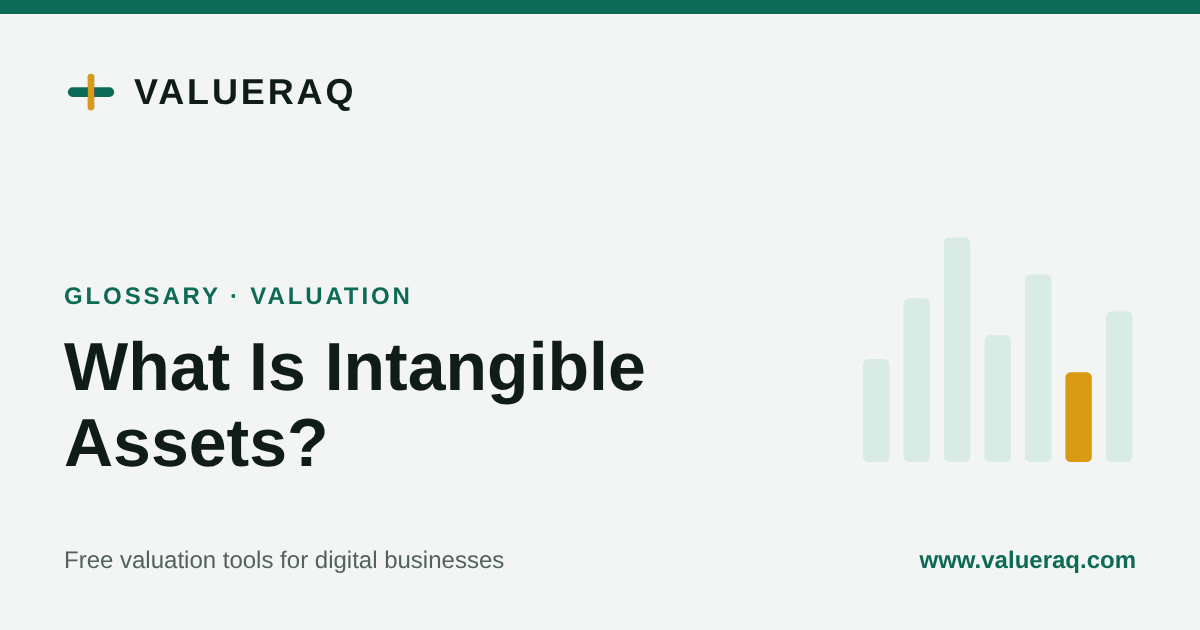 VALUERAQ
GLOSSARY · VALUATION
What Is Intangible
Assets?
Free valuation tools for digital businesses
www.valueraq.com